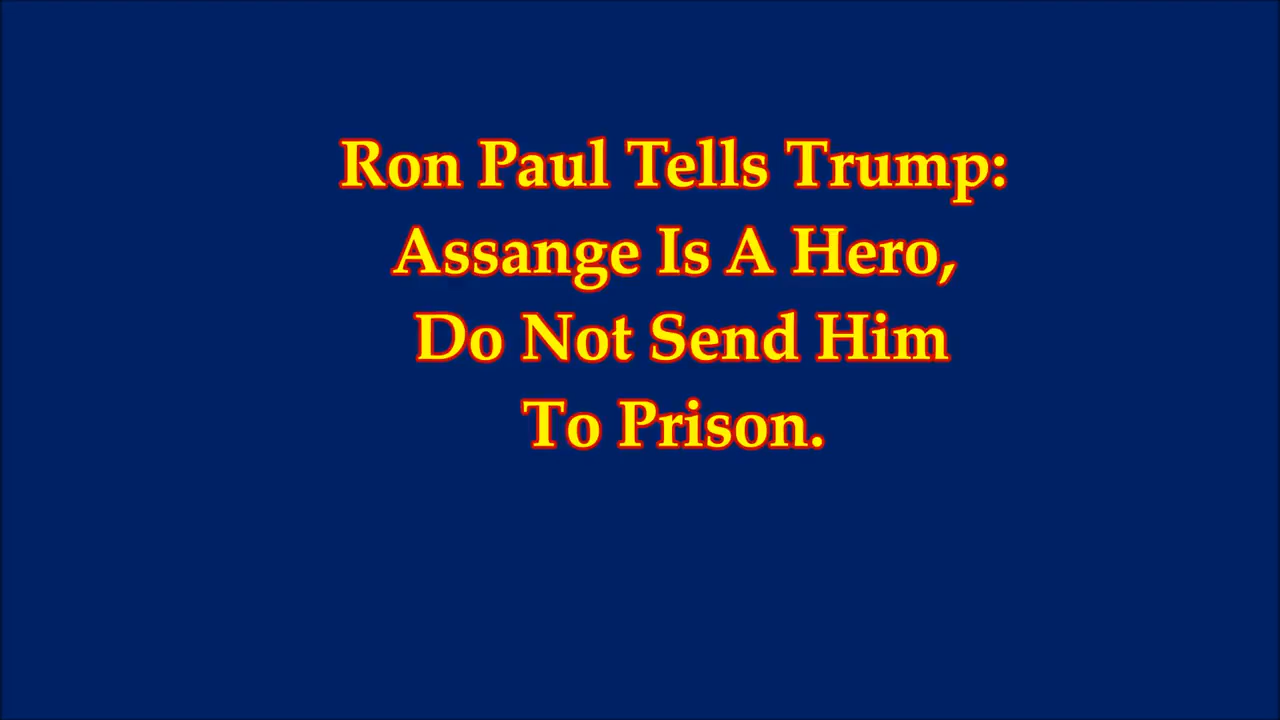 Ron Paul Tells Trump:
Assange Is A Hero,
Do Not Send Him
To Prison.